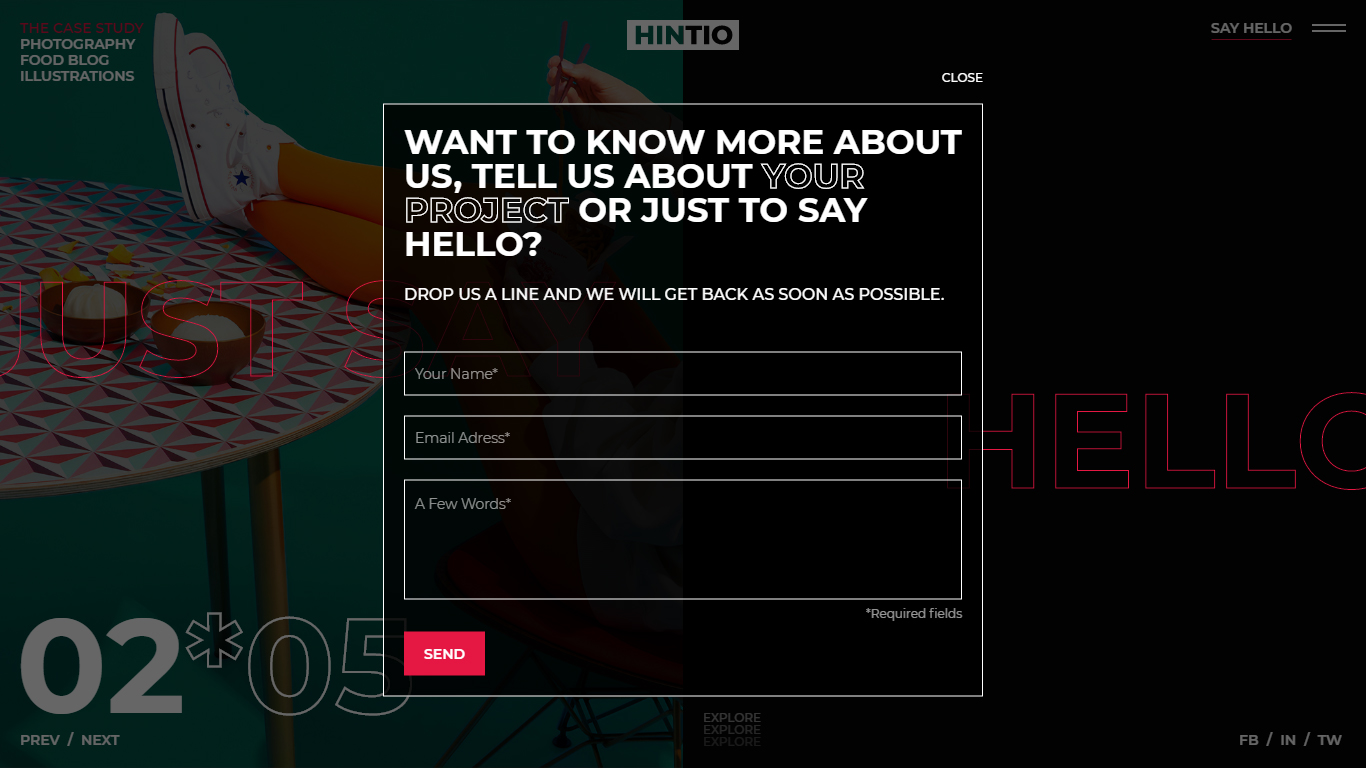 THE CASE STUDY
PHOTOGRAPHY
FOOD BLOG
ILLUSTRATIONS
HINTIO
SAY HELLO
CLOSE
WANT TO KNOW MORE ABOUT
US, TELL US ABOUT YOUR
PROJECT OR JUST TO SAY
HELLO?
DROP US A LINE AND WE WILL GET BACK AS SOON AS POSSIBLE.
JUST SAY
HELLO
Your Name*
Email Adress*
A Few Words*
*Required fields
SEND
02*05
PREV / NEXT
EXPLORE
EXPLORE
EXPLORE
FB / IN / TW